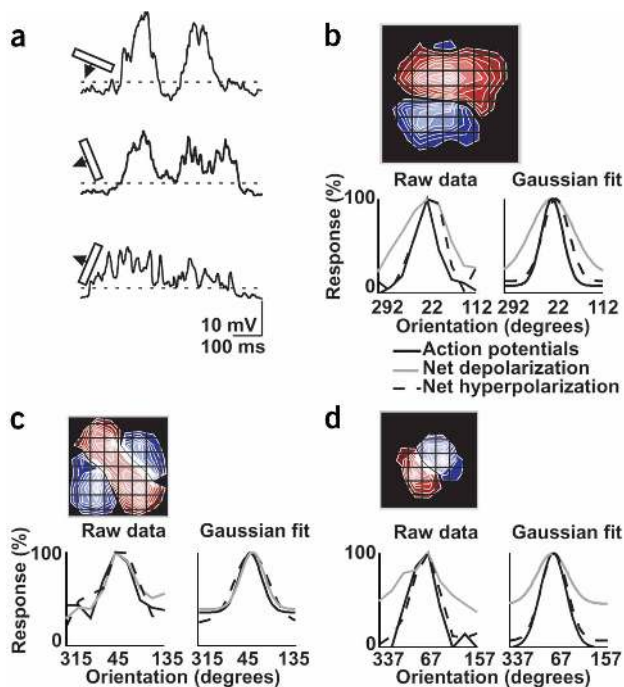 a
10 mV
100 ms
b
Raw data
Gaussian fit
Response (%)
100
0
292 22 112
292 22 112
Orientation (degrees)
Action potentials
Net depolarization
Net hyperpolarization
c
Raw data
Gaussian fit
Response (%)
100
0
315 45 135
315 45 135
Orientation (degrees)
d
Raw data
Gaussian fit
100
0
337 67 157
337 67 157
Orientation (degrees)